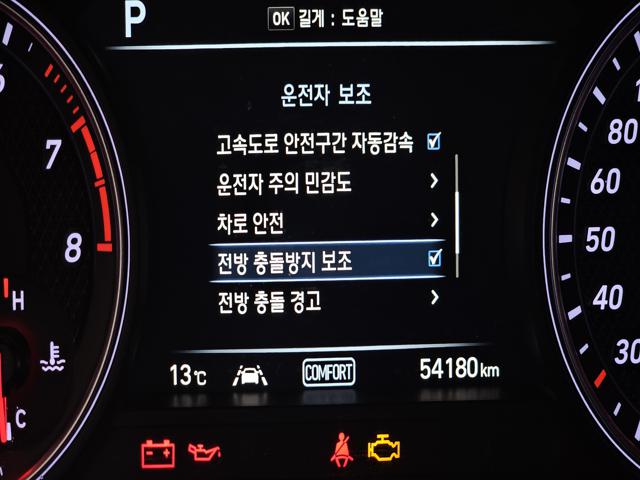 P
OK 길게 : 도움말
운전자 보조
고속도로 안전구간 자동감속
운전자 주의 민감도
차로 안전
전방 충돌방지 보조
전방 충돌 경고
13℃ COMFORT 54180 km
6
7
8
H
C
80
60
50
40
30